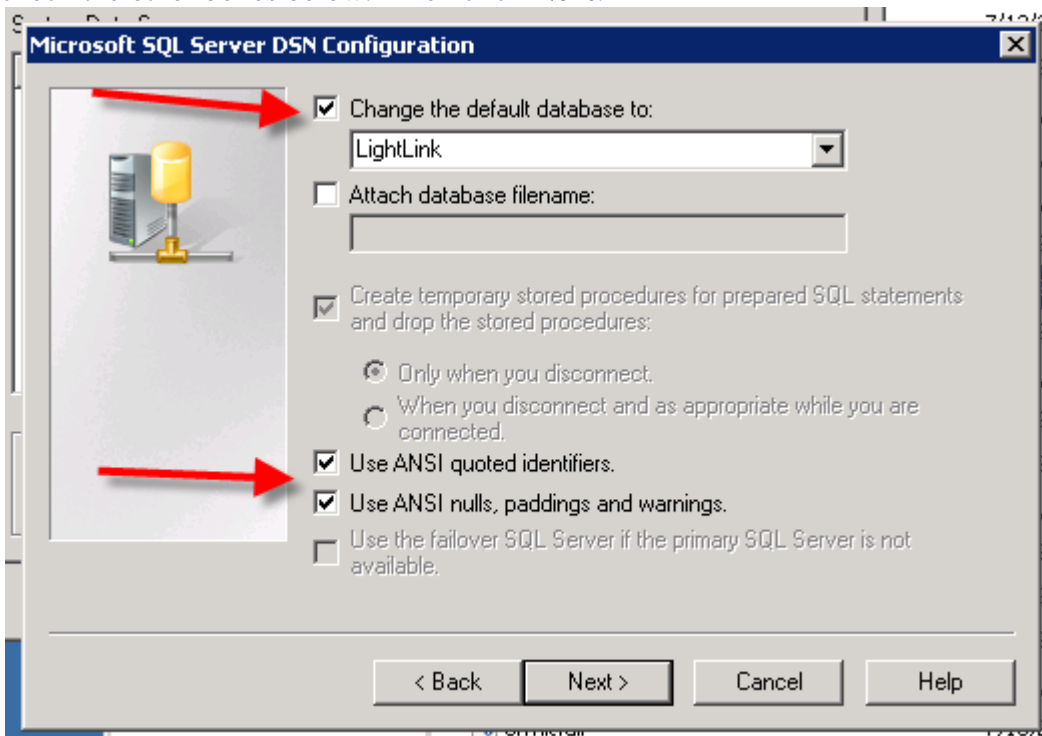 Microsoft SQL Server DSN Configuration
Change the default database to:
LightLink
Attach database filename:
Create temporary stored procedures for prepared SQL statements
and drop the stored procedures:
Only when you disconnect.
When you disconnect and as appropriate while you are
connected.
Use ANSI quoted identifiers.
Use ANSI nulls, paddings and warnings.
Use the failover SQL Server if the primary SQL Server is not
available.
< Back
Next >
Cancel
Help